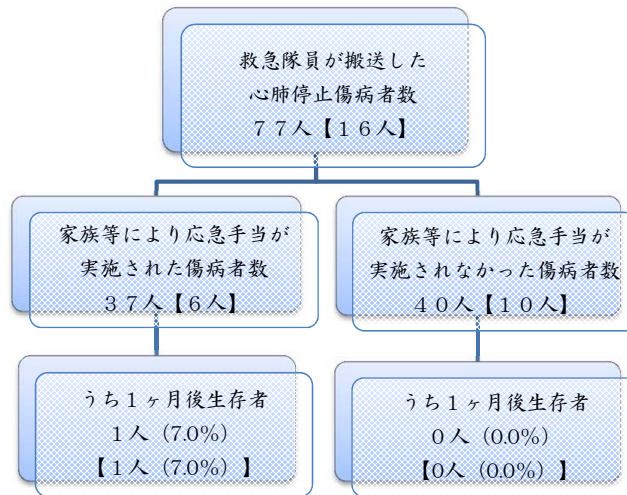 救急隊員が搬送した
心肺停止傷病者数
７７人【１６人】
家族等により応急手当が
実施された傷病者数
３７人【６人】
家族等により応急手当が
実施されなかった傷病者数
４０人【１０人】
うち１ヶ月後生存者
１人（7.0%）
【１人（7.0%）】
うち１ヶ月後生存者
０人（0.0%）
【０人（0.0%）】